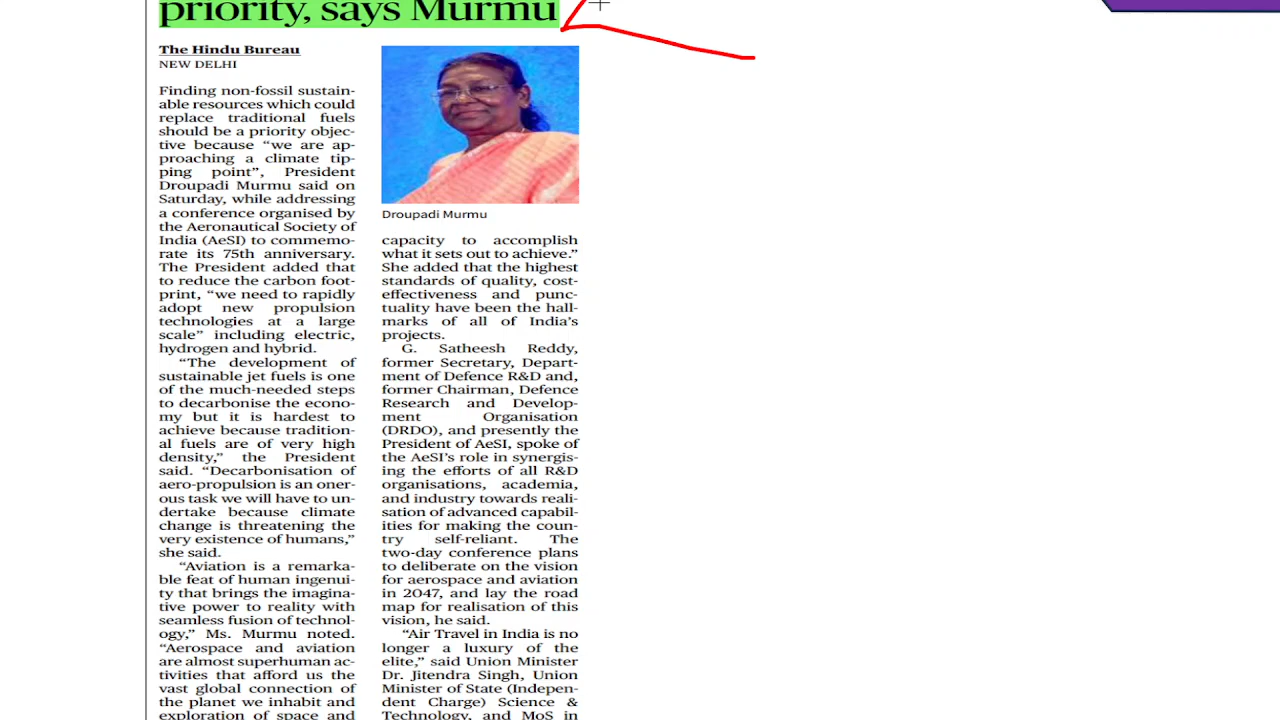 priority, says Murmu
The Hindu Bureau
NEW DELHI
Finding non-fossil sustain-
able resources which could
replace traditional fuels
should be a priority objec-
tive because “we are ap-
proaching a climate tip-
ping point”, President
Droupadi Murmu said on
Saturday, while addressing
a conference organised by
the Aeronautical Society of
India (AeSI) to commemo-
rate its 75th anniversary.
The President added that
to reduce the carbon foot-
print, “we need to rapidly
adopt new propulsion
technologies at a large
scale” including electric,
hydrogen and hybrid.
“The development of
sustainable jet fuels is one
of the much-needed steps
to decarbonise the econo-
my but it is hardest to
achieve because tradition-
al fuels are of very high
density,” the President
said. “Decarbonisation of
aero-propulsion is an oner-
ous task we will have to un-
dertake because climate
change is threatening the
very existence of humans,”
she said.
“Aviation is a remarka-
ble feat of human ingenui-
ty that brings the imagina-
tive power to reality with
seamless fusion of technol-
ogy,” Ms. Murmu noted.
“Aerospace and aviation
are almost superhuman ac-
tivities that afford us the
vast global connection of
the planet we inhabit and
exploration of space and
Droupadi Murmu
capacity to accomplish
what it sets out to achieve.”
She added that the highest
standards of quality, cost-
effectiveness and punc-
tuality have been the hall-
marks of all of India’s
projects.
G. Satheesh Reddy,
former Secretary, Depart-
ment of Defence R&D and,
former Chairman, Defence
Research and Develop-
ment Organisation
(DRDO), and presently the
President of AeSI, spoke of
the AeSI’s role in synergis-
ing the efforts of all R&D
organisations, academia,
and industry towards reali-
sation of advanced capabil-
ities for making the coun-
try self-reliant. The
two-day conference plans
to deliberate on the vision
for aerospace and aviation
in 2047, and lay the road
map for realisation of this
vision, he said.
“Air Travel in India is no
longer a luxury of the
elite,” said Union Minister
Dr. Jitendra Singh, Union
Minister of State (Indepen-
dent Charge) Science &
Technology, and MoS in